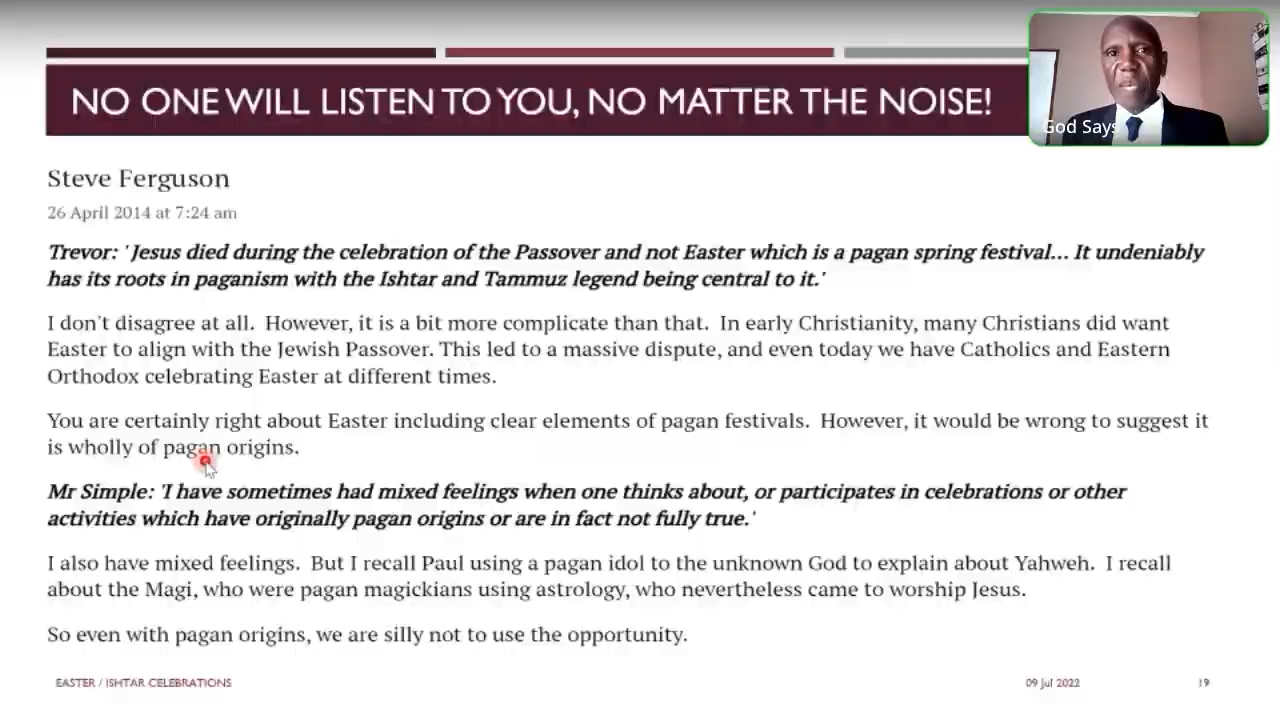 NO ONE WILL LISTEN TO YOU, NO MATTER THE NOISE!
God Says
Steve Ferguson
26 April 2014 at 7:24 am
Trevor: 'Jesus died during the celebration of the Passover and not Easter which is a pagan spring festival... It undeniably
has its roots in paganism with the Ishtar and Tammuz legend being central to it.'
I don't disagree at all. However, it is a bit more complicate than that. In early Christianity, many Christians did want
Easter to align with the Jewish Passover. This led to a massive dispute, and even today we have Catholics and Eastern
Orthodox celebrating Easter at different times.
You are certainly right about Easter including clear elements of pagan festivals. However, it would be wrong to suggest it
is wholly of pagan origins.
Mr Simple: 'I have sometimes had mixed feelings when one thinks about, or participates in celebrations or other
activities which have originally pagan origins or are in fact not fully true.'
I also have mixed feelings. But I recall Paul using a pagan idol to the unknown God to explain about Yahweh. I recall
about the Magi, who were pagan magickians using astrology, who nevertheless came to worship Jesus.
So even with pagan origins, we are silly not to use the opportunity.
EASTER / ISHTAR CELEBRATIONS
09 Jul 2022
19